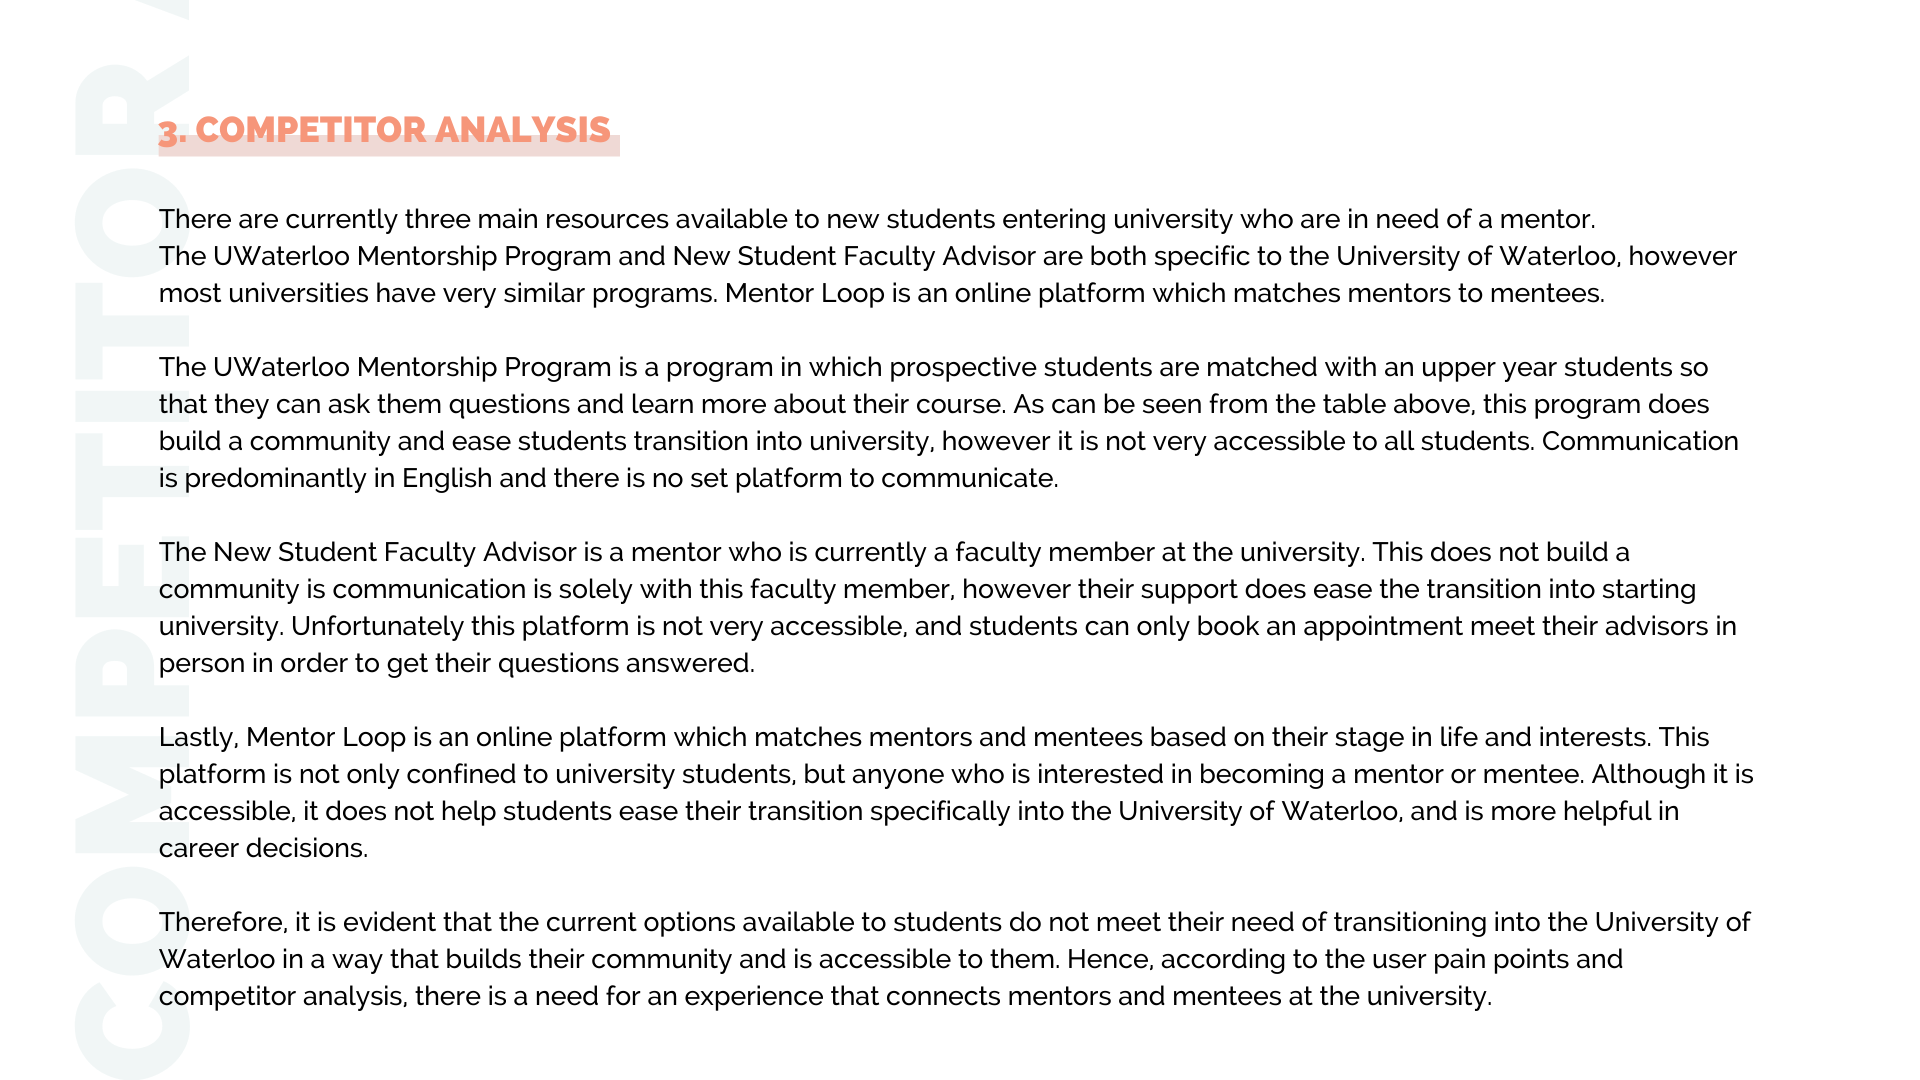 COMPETITOR A
3. COMPETITOR ANALYSIS
There are currently three main resources available to new students entering university who are in need of a mentor.
The UWaterloo Mentorship Program and New Student Faculty Advisor are both specific to the University of Waterloo, however
most universities have very similar programs. Mentor Loop is an online platform which matches mentors to mentees.
The UWaterloo Mentorship Program is a program in which prospective students are matched with an upper year students so
that they can ask them questions and learn more about their course. As can be seen from the table above, this program does
build a community and ease students transition into university, however it is not very accessible to all students. Communication
is predominantly in English and there is no set platform to communicate.
The New Student Faculty Advisor is a mentor who is currently a faculty member at the university. This does not build a
community is communication is solely with this faculty member, however their support does ease the transition into starting
university. Unfortunately this platform is not very accessible, and students can only book an appointment meet their advisors in
person in order to get their questions answered.
Lastly, Mentor Loop is an online platform which matches mentors and mentees based on their stage in life and interests. This
platform is not only confined to university students, but anyone who is interested in becoming a mentor or mentee. Although it is
accessible, it does not help students ease their transition specifically into the University of Waterloo, and is more helpful in
career decisions.
Therefore, it is evident that the current options available to students do not meet their need of transitioning into the University of
Waterloo in a way that builds their community and is accessible to them. Hence, according to the user pain points and
competitor analysis, there is a need for an experience that connects mentors and mentees at the university.